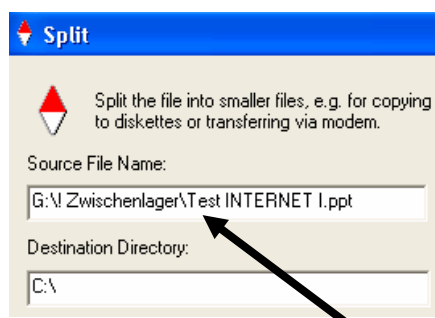 Split
Split the file into smaller files, e.g. for copying
to diskettes or transferring via modem.
Source File Name:
G:\! Zwischenlager\Test INTERNET I.ppt
Destination Directory:
C:\